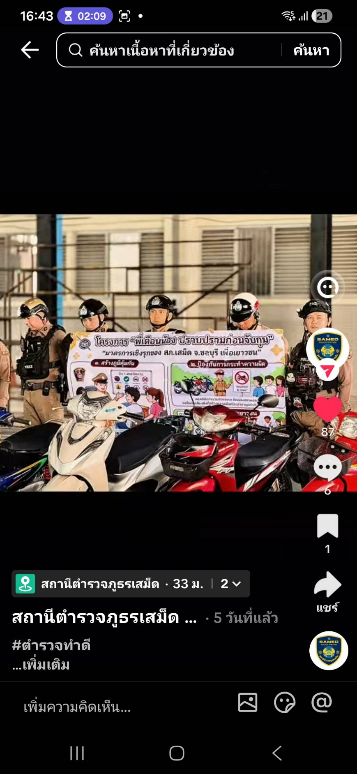 16:43
02:09
21
ค้นหาเนื้อหาที่เกี่ยวข้อง
ค้นหา
โครงการ "พี่เตือนน้อง ปราบปรามก่อนจับกุม"
"มาตรการเชิงรุกของ สภ.เสม็ด จ.ชลบุรี เพื่อเยาวชน"
๑. สร้างภูมิคุ้มกัน
๒. ป้องกันการกระทำความผิด
SAMED
87
6
1
แชร์
สถานีตำรวจภูธรเสม็ด · 33 ม. | 2
สถานีตำรวจภูธรเสม็ด ... · 5 วันที่แล้ว
#ตำรวจทำดี
...เพิ่มเติม
SAMED
เพิ่มความคิดเห็น...